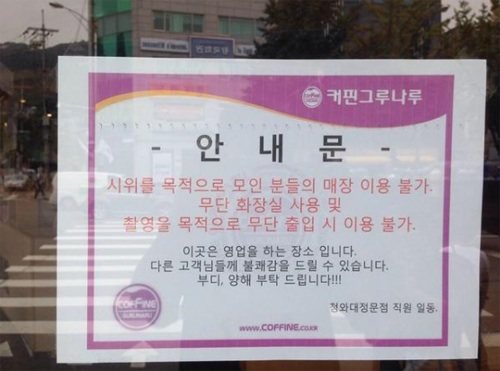 커핀그루나루
- 안 내 문 -
시위를 목적으로 모인 분들의 매장 이용 불가.
무단 화장실 사용 및
촬영을 목적으로 무단 출입 시 이용 불가.
이곳은 영업을 하는 장소 입니다.
다른 고객님들께 불쾌감을 드릴 수 있습니다.
부디, 양해 부탁 드립니다!!!
청와대정문점 직원 일동.
COFFINE
GURUNARU
WWW.COFFINE.co.kr